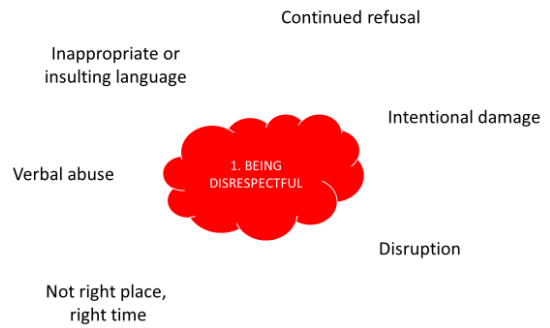 Continued refusal
Inappropriate or
insulting language
Intentional damage
1. BEING
DISRESPECTFUL
Verbal abuse
Disruption
Not right place,
right time